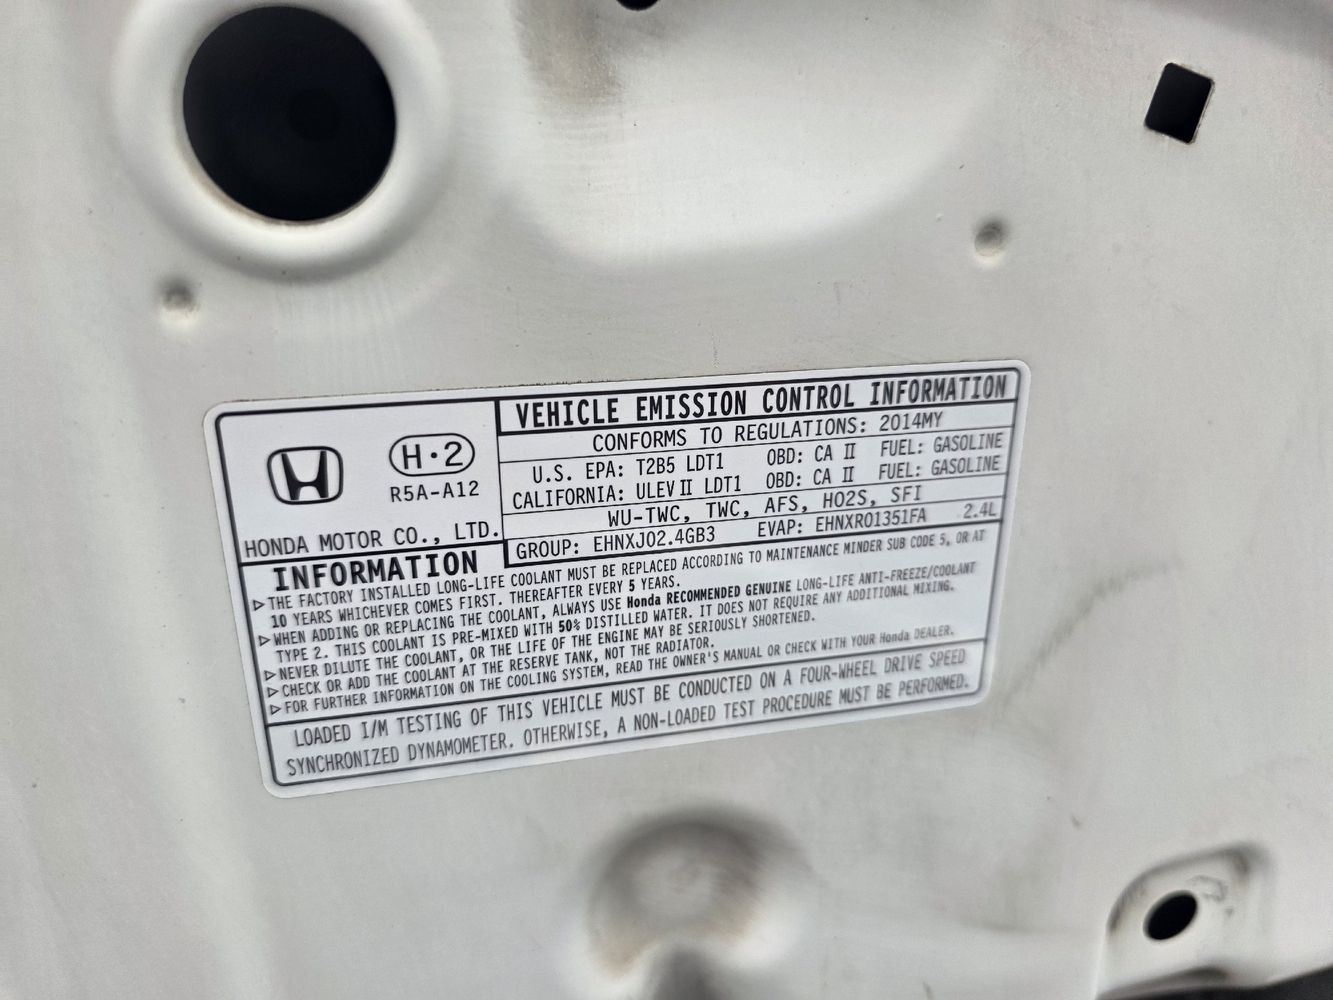 VEHICLE EMISSION CONTROL INFORMATION
CONFORMS TO REGULATIONS: 2014MY
U.S. EPA: T2B5 LDT1 OBD: CA II FUEL: GASOLINE
CALIFORNIA: ULEV II LDT1 OBD: CA II FUEL: GASOLINE
WU-TWC, TWC, AFS, HO2S, SFI
GROUP: EHNXJ02.4GB3 EVAP: EHNXR01351FA 2.4L
H·2
R5A-A12
HONDA MOTOR CO., LTD.
INFORMATION
▷THE FACTORY INSTALLED LONG-LIFE COOLANT MUST BE REPLACED ACCORDING TO MAINTENANCE MINDER SUB CODE 5, OR AT
10 YEARS WHICHEVER COMES FIRST. THEREAFTER EVERY 5 YEARS.
▷WHEN ADDING OR REPLACING THE COOLANT, ALWAYS USE Honda RECOMMENDED GENUINE LONG-LIFE ANTI-FREEZE/COOLANT
TYPE 2. THIS COOLANT IS PRE-MIXED WITH 50% DISTILLED WATER. IT DOES NOT REQUIRE ANY ADDITIONAL MIXING.
▷NEVER DILUTE THE COOLANT, OR THE LIFE OF THE ENGINE MAY BE SERIOUSLY SHORTENED.
▷CHECK OR ADD THE COOLANT AT THE RESERVE TANK, NOT THE RADIATOR.
▷FOR FURTHER INFORMATION ON THE COOLING SYSTEM, READ THE OWNER'S MANUAL OR CHECK WITH YOUR Honda DEALER.
LOADED I/M TESTING OF THIS VEHICLE MUST BE CONDUCTED ON A FOUR-WHEEL DRIVE SPEED
SYNCHRONIZED DYNAMOMETER. OTHERWISE, A NON-LOADED TEST PROCEDURE MUST BE PERFORMED.